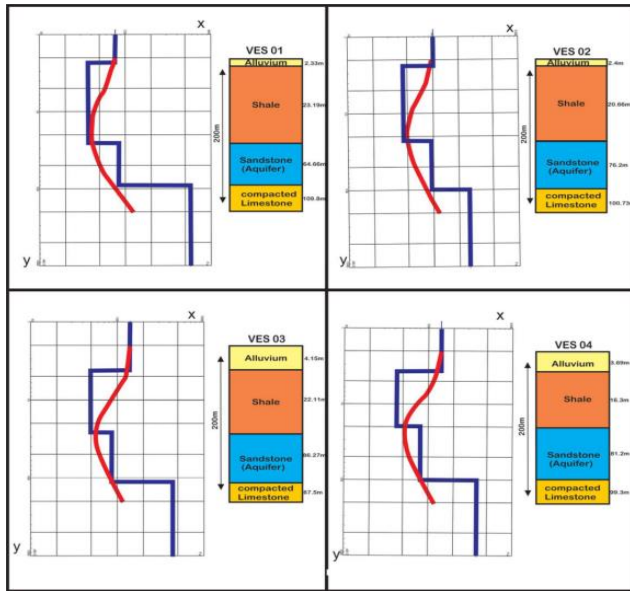 x
VES 01
Alluvium
2.33m
Shale
23.19m
200m
Sandstone
(Aquifer)
64.66m
compacted
Limestone
109.8m
y
x
VES 02
Alluvium
2.4m
Shale
20.66m
200m
Sandstone
(Aquifer)
76.2m
compacted
Limestone
100.73m
y
x
VES 03
Alluvium
4.15m
Shale
22.11m
200m
Sandstone
(Aquifer)
86.27m
compacted
Limestone
87.5m
y
x
VES 04
Alluvium
3.69m
Shale
16.3m
200m
Sandstone
(Aquifer)
81.2m
compacted
Limestone
99.3m
y